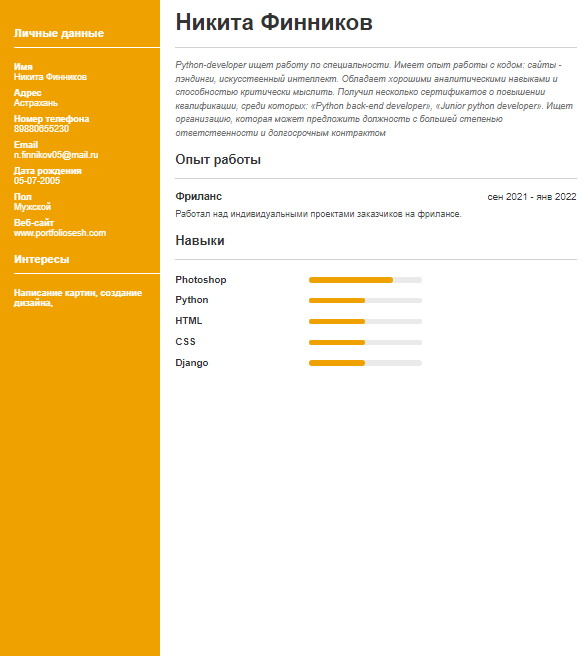 Личные данные
Имя
Никита Финников
Адрес
Астрахань
Номер телефона
89880655230
Email
n.finnikov05@mail.ru
Дата рождения
05-07-2005
Пол
Мужской
Веб-сайт
www.portfoliosesh.com
Интересы
Написание картин, создание
дизайна,
Никита Финников
Python-developer ищет работу по специальности. Имеет опыт работы с кодом: сайты -
лэндинги, искусственный интеллект. Обладает хорошими аналитическими навыками и
способностью критически мыслить. Получил несколько сертификатов о повышении
квалификации, среди которых: «Python back-end developer», «Junior python developer». Ищет
организацию, которая может предложить должность с большей степенью
ответственности и долгосрочным контрактом
Опыт работы
Фриланс сен 2021 - янв 2022
Работал над индивидуальными проектами заказчиков на фрилансе.
Навыки
Photoshop
Python
HTML
CSS
Django